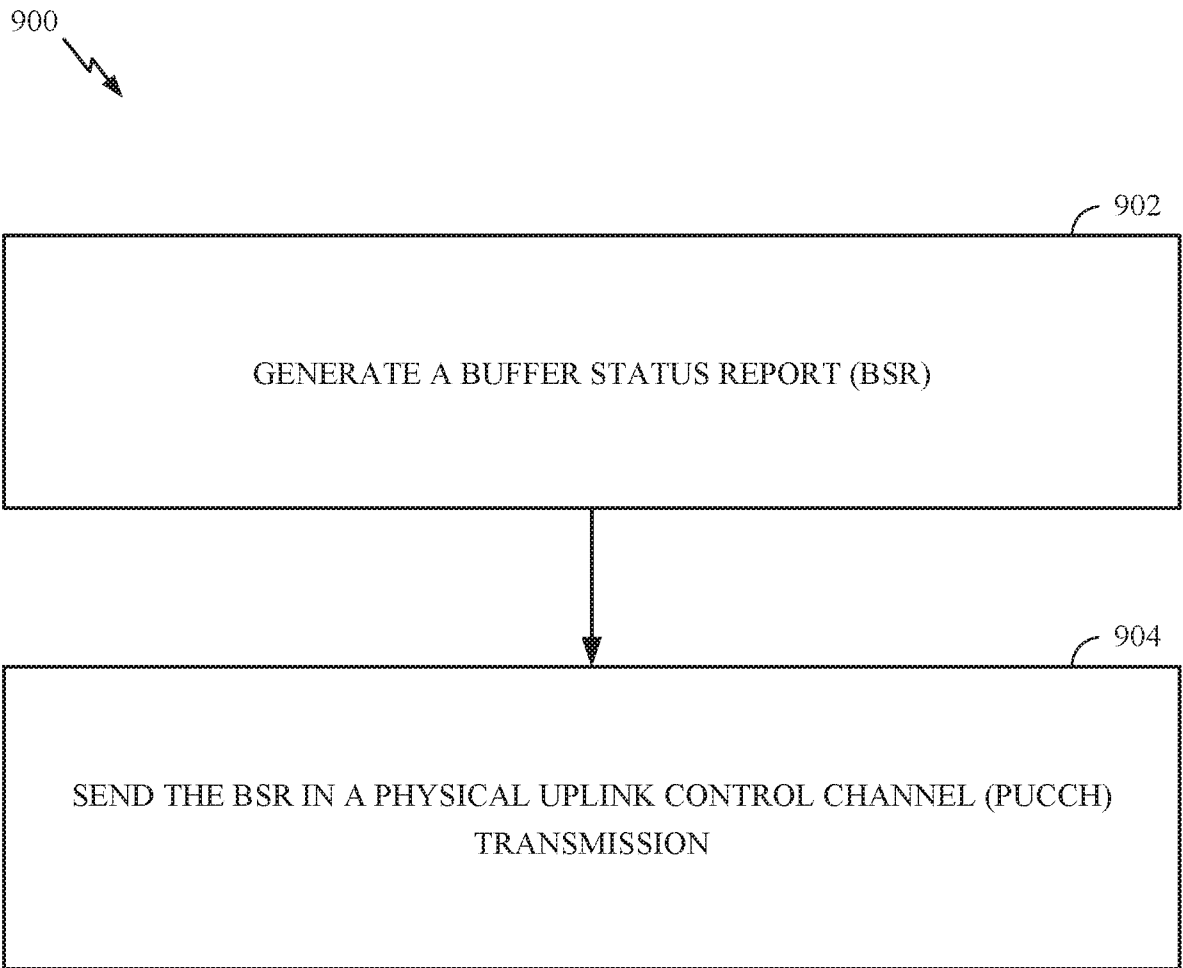 900
902
GENERATE A BUFFER STATUS REPORT (BSR)
904
SEND THE BSR IN A PHYSICAL UPLINK CONTROL CHANNEL (PUCCH)
TRANSMISSION